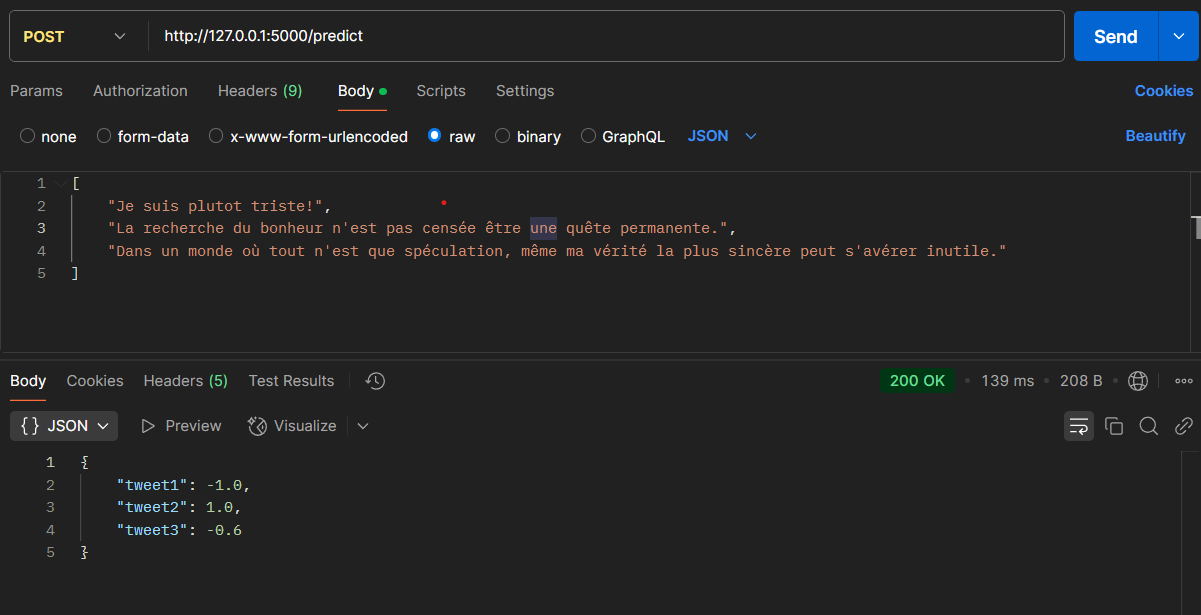 POST http://127.0.0.1:5000/predict Send
Params Authorization Headers (9) Body Scripts Settings Cookies
none form-data x-www-form-urlencoded raw binary GraphQL JSON Beautify
1 [
2 "Je suis plutot triste!",
3 "La recherche du bonheur n'est pas censée être une quête permanente.",
4 "Dans un monde où tout n'est que spéculation, même ma vérité la plus sincère peut s'avérer inutile."
5 ]
Body Cookies Headers (5) Test Results 200 OK • 139 ms • 208 B •
{} JSON Preview Visualize
1 {
2 "tweet1": -1.0,
3 "tweet2": 1.0,
4 "tweet3": -0.6
5 }